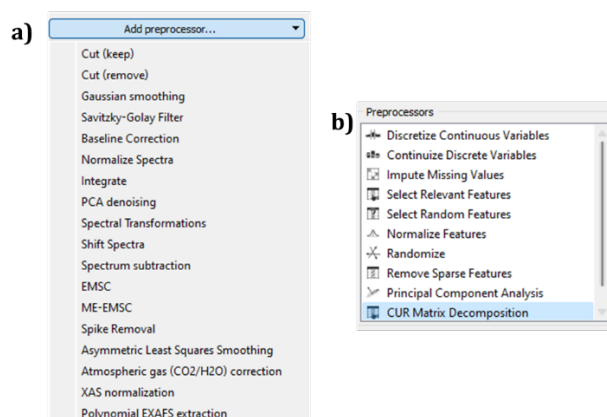 a)
Add preprocessor...
Cut (keep)
Cut (remove)
Gaussian smoothing
Savitzky-Golay Filter
Baseline Correction
Normalize Spectra
Integrate
PCA denoising
Spectral Transformations
Shift Spectra
Spectrum subtraction
EMSC
ME-EMSC
Spike Removal
Asymmetric Least Squares Smoothing
Atmospheric gas (CO2/H2O) correction
XAS normalization
Polynomial EXAFS extraction
b)
Preprocessors
Discretize Continuous Variables
Continuize Discrete Variables
Impute Missing Values
Select Relevant Features
Select Random Features
Normalize Features
Randomize
Remove Sparse Features
Principal Component Analysis
CUR Matrix Decomposition